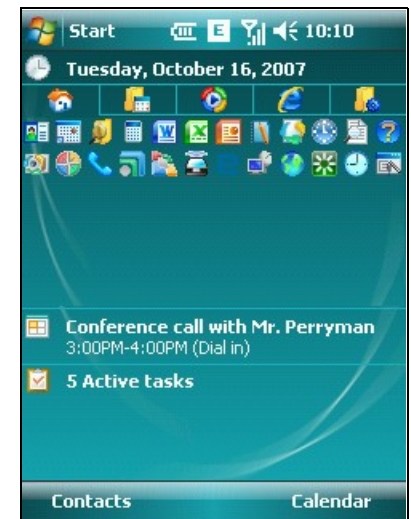 Start E 10:10
Tuesday, October 16, 2007
Conference call with Mr. Perryman
3:00PM-4:00PM (Dial in)
5 Active tasks
Contacts Calendar